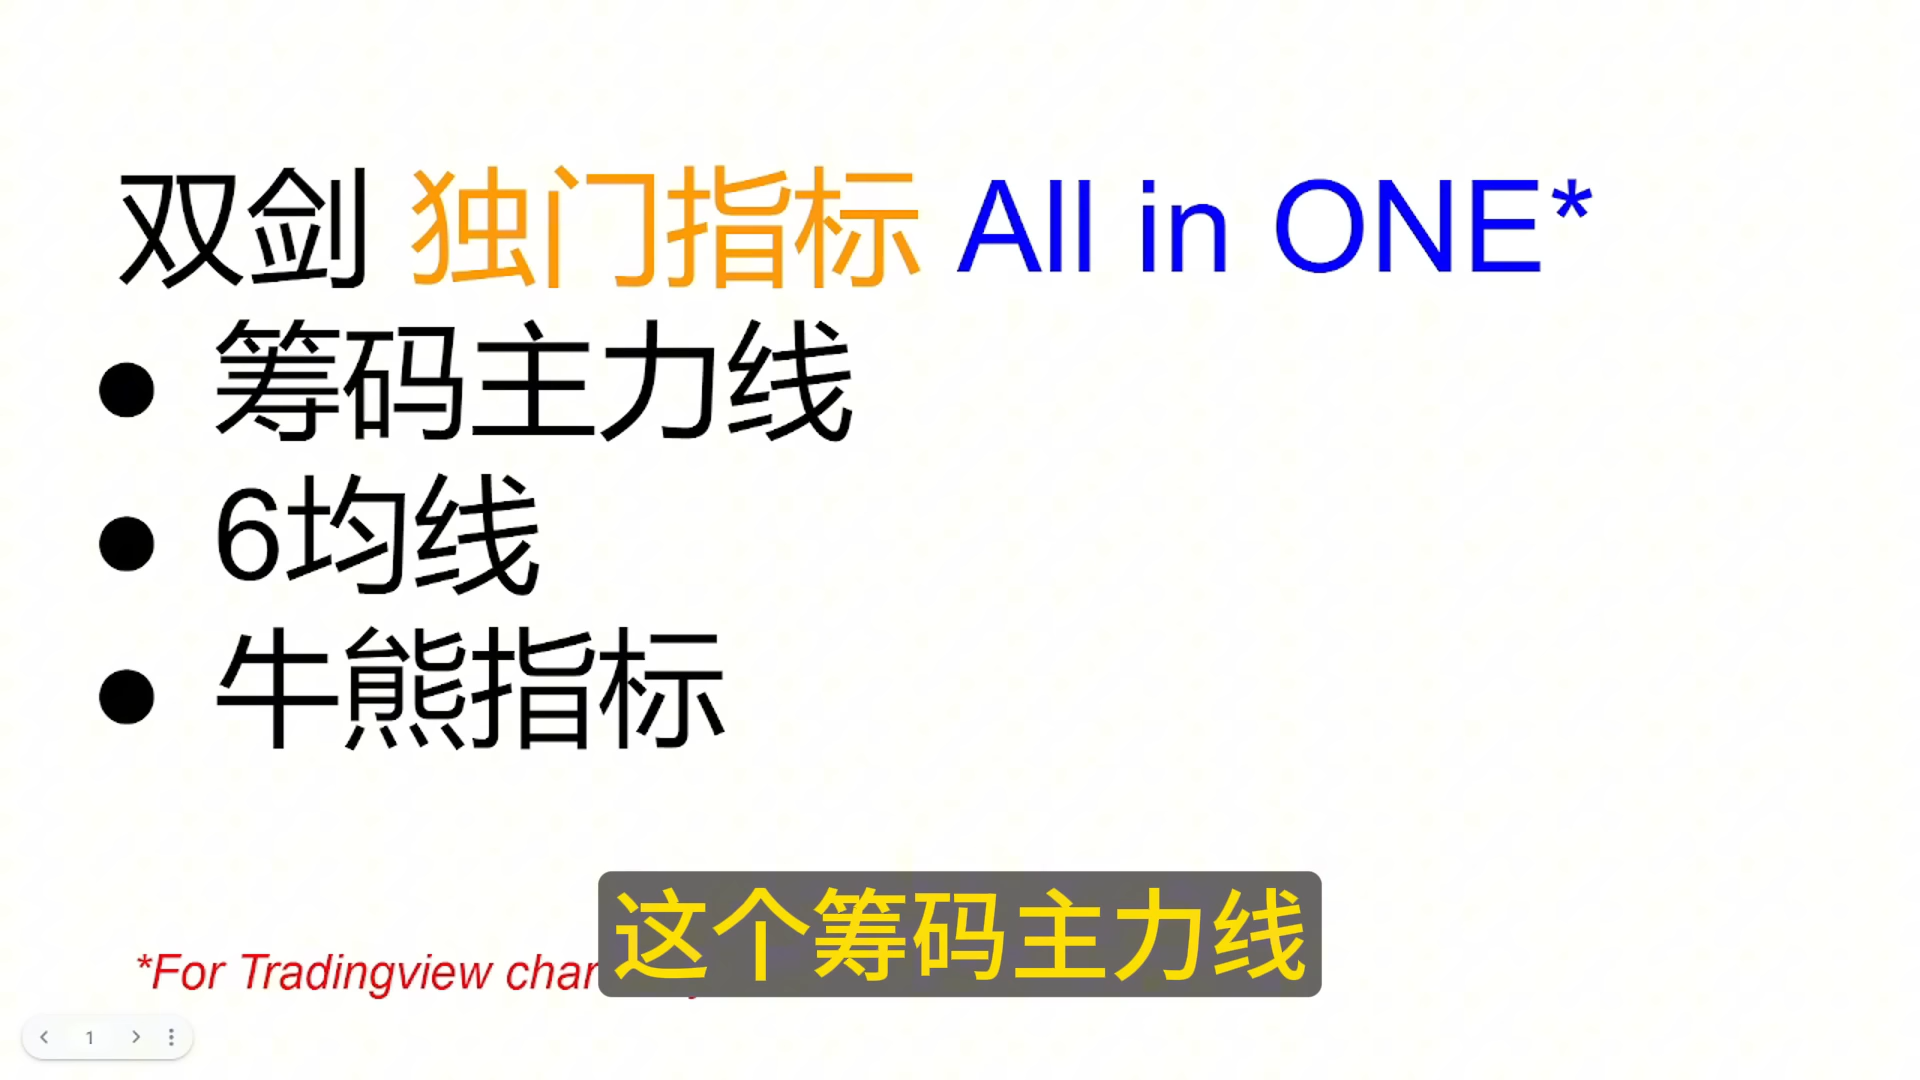 双剑 独门指标 All in ONE*
● 筹码主力线
● 6均线
● 牛熊指标
这个筹码主力线
*For Tradingview
1